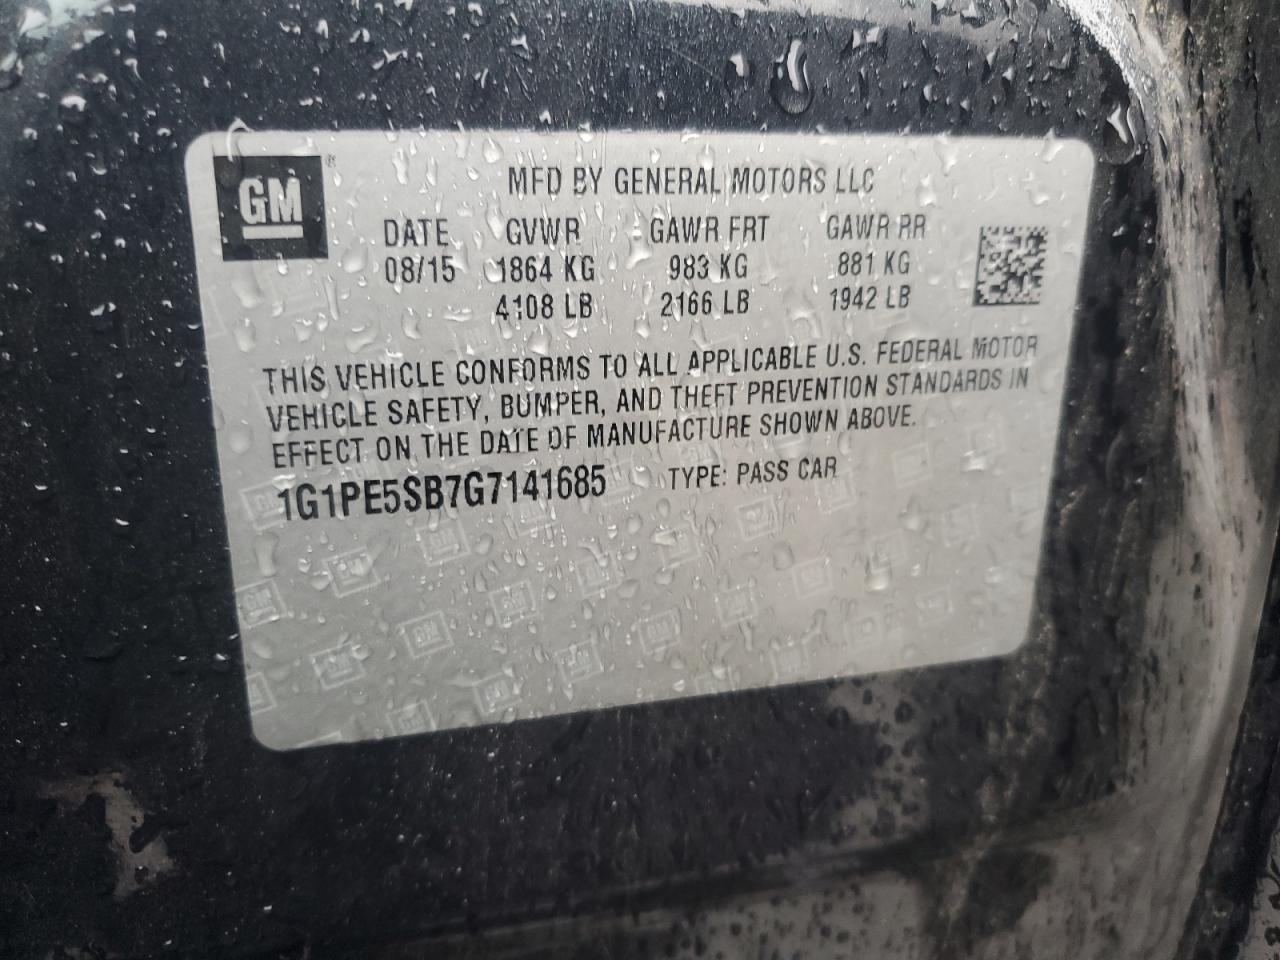 GM
MFD BY GENERAL MOTORS LLC
DATE GVWR GAWR FRT GAWR RR
08/15 1864 KG 983 KG 881 KG
4108 LB 2166 LB 1942 LB
THIS VEHICLE CONFORMS TO ALL APPLICABLE U.S. FEDERAL MOTOR
VEHICLE SAFETY, BUMPER, AND THEFT PREVENTION STANDARDS IN
EFFECT ON THE DATE OF MANUFACTURE SHOWN ABOVE.
1G1PE5SB7G7141685 TYPE: PASS CAR